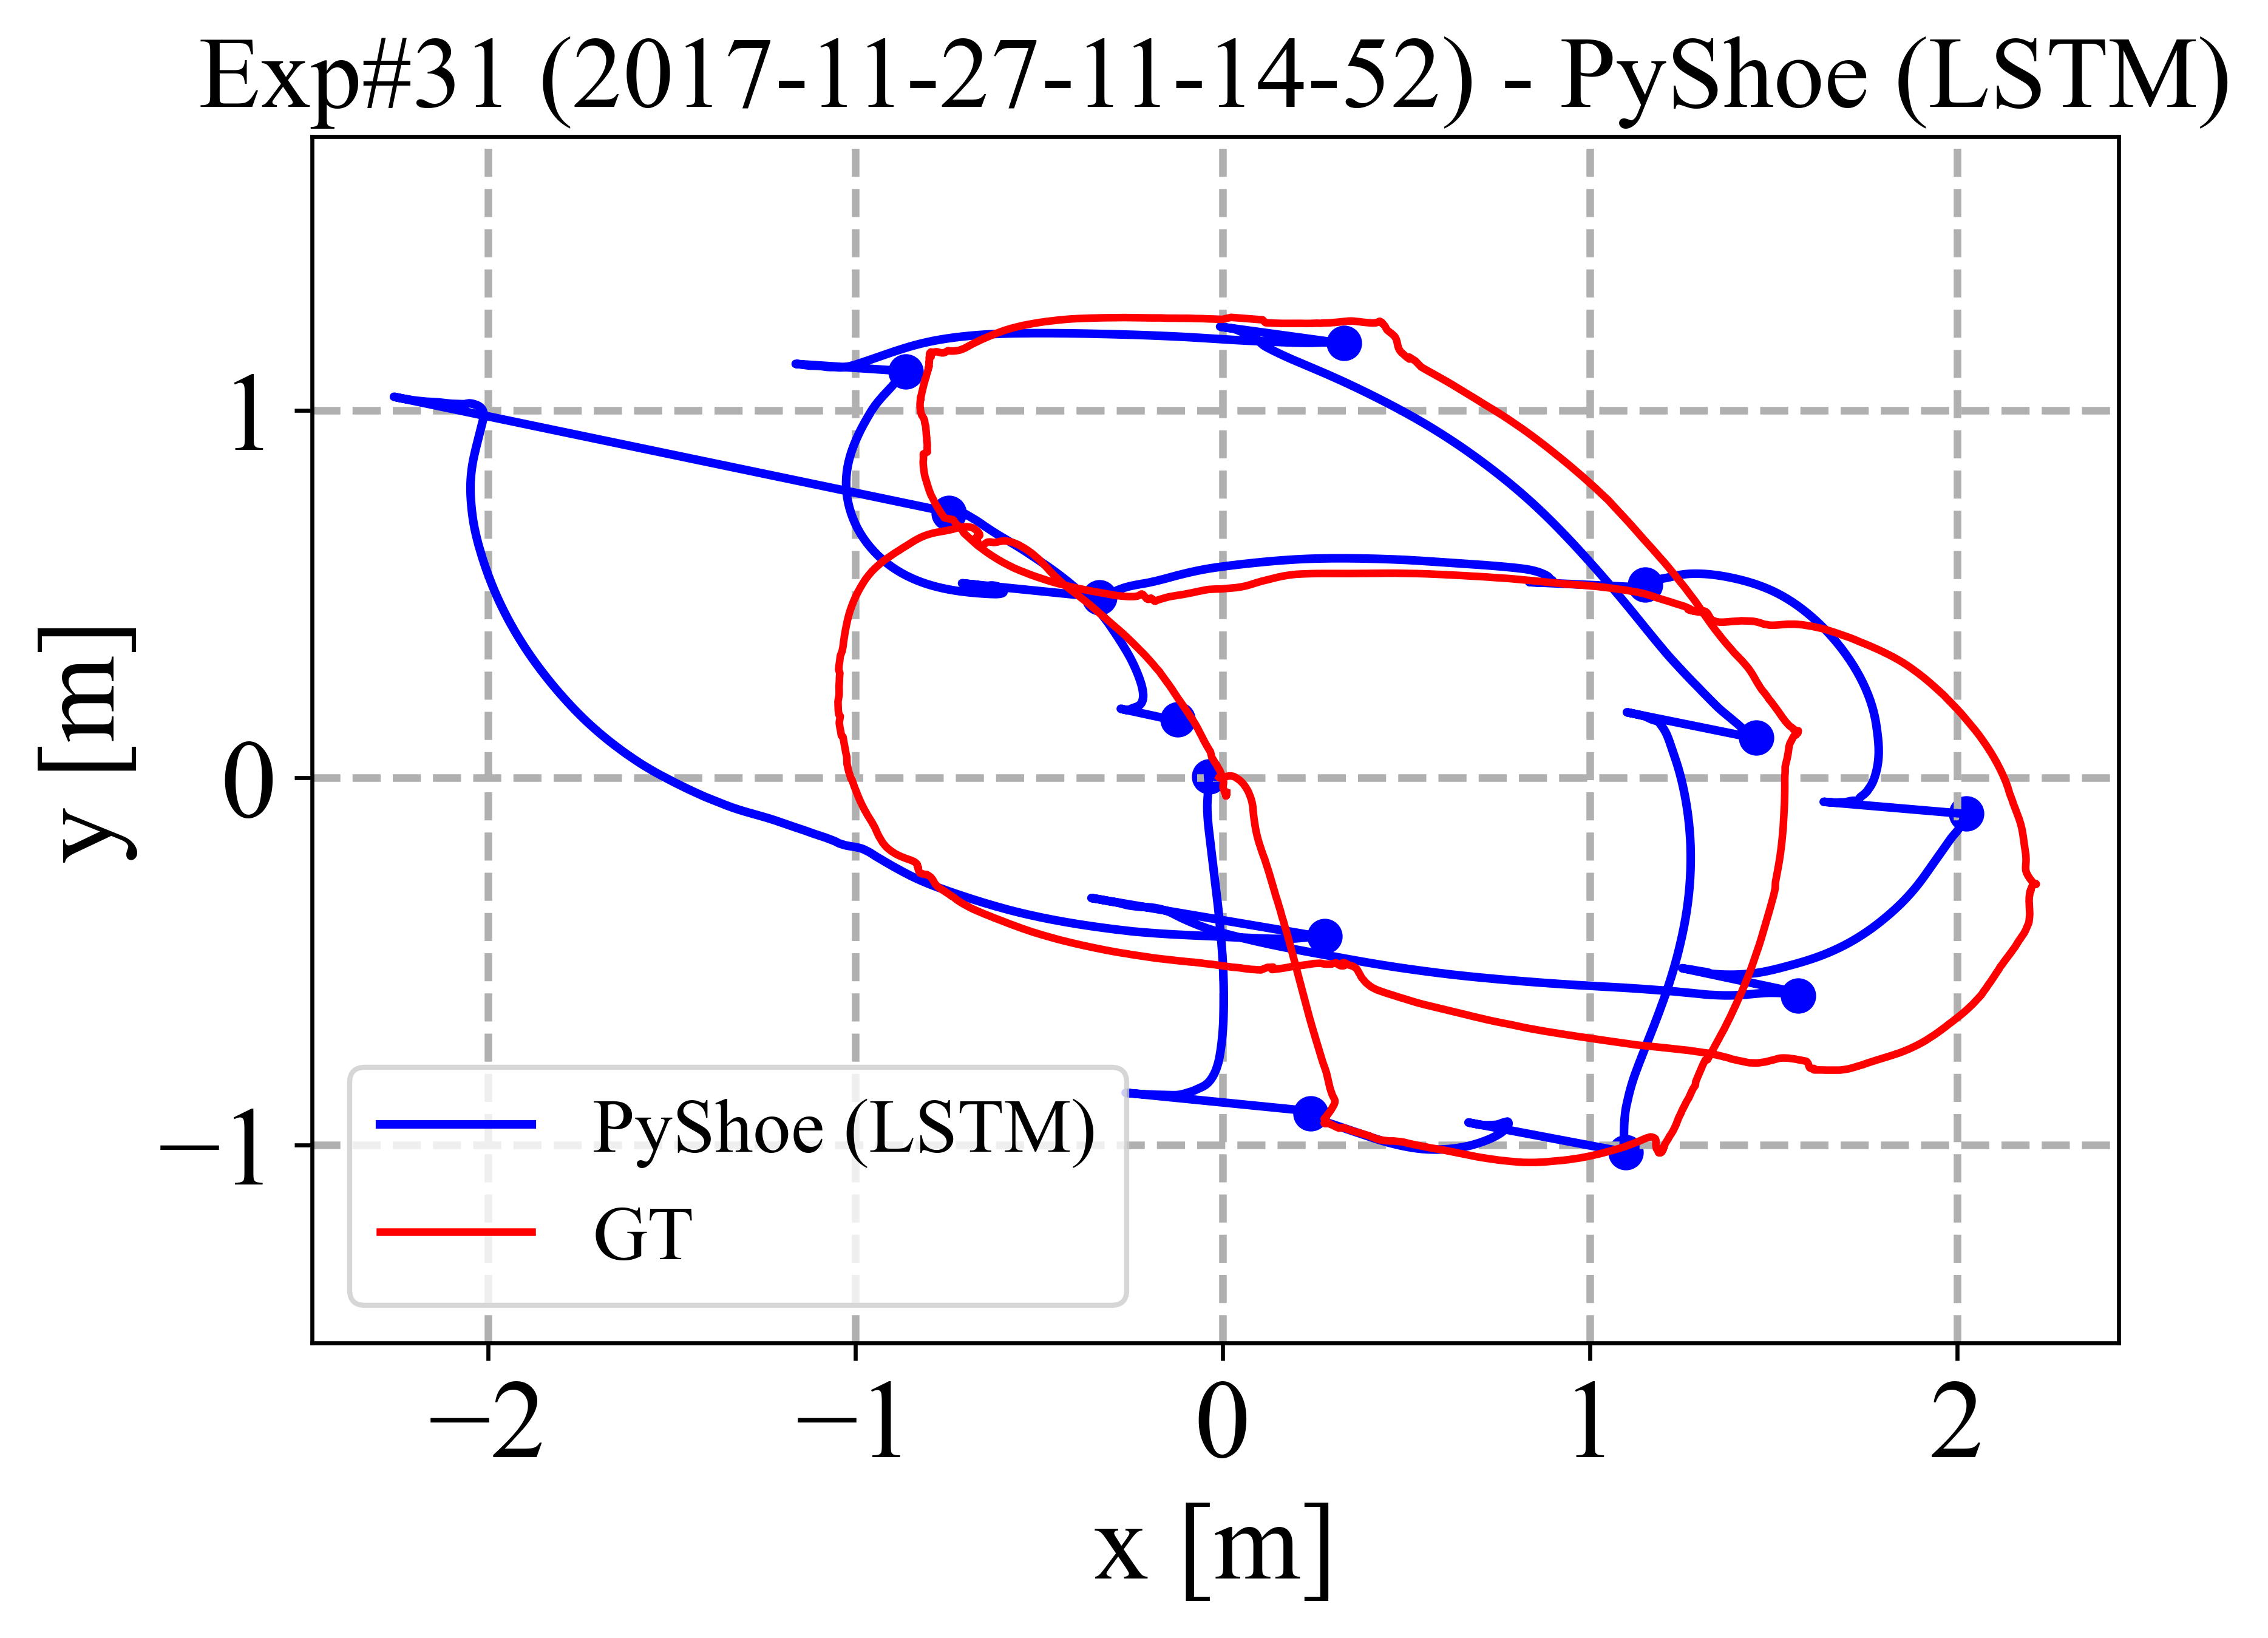 Exp#31 (2017-11-27-11-14-52) - PyShoe (LSTM)
y [m]
1
0
−1
PyShoe (LSTM)
GT
−2 −1 0 1 2
x [m]